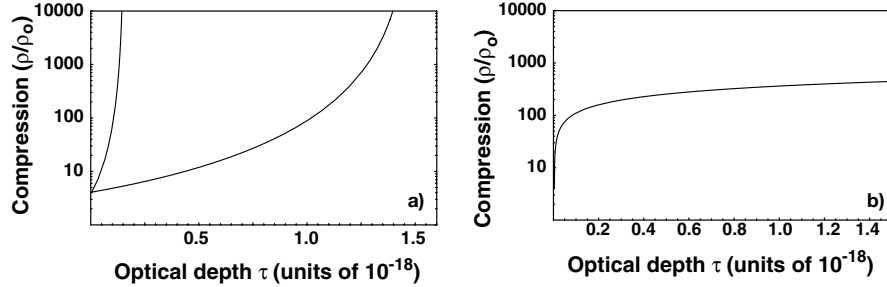 10000
1000
100
10
Compression (ρ/ρo)
a)
0.5 1.0 1.5
Optical depth τ (units of 10-18)
10000
1000
100
10
Compression (ρ/ρo)
b)
0.2 0.4 0.6 0.8 1.0 1.2 1.4
Optical depth τ (units of 10-18)